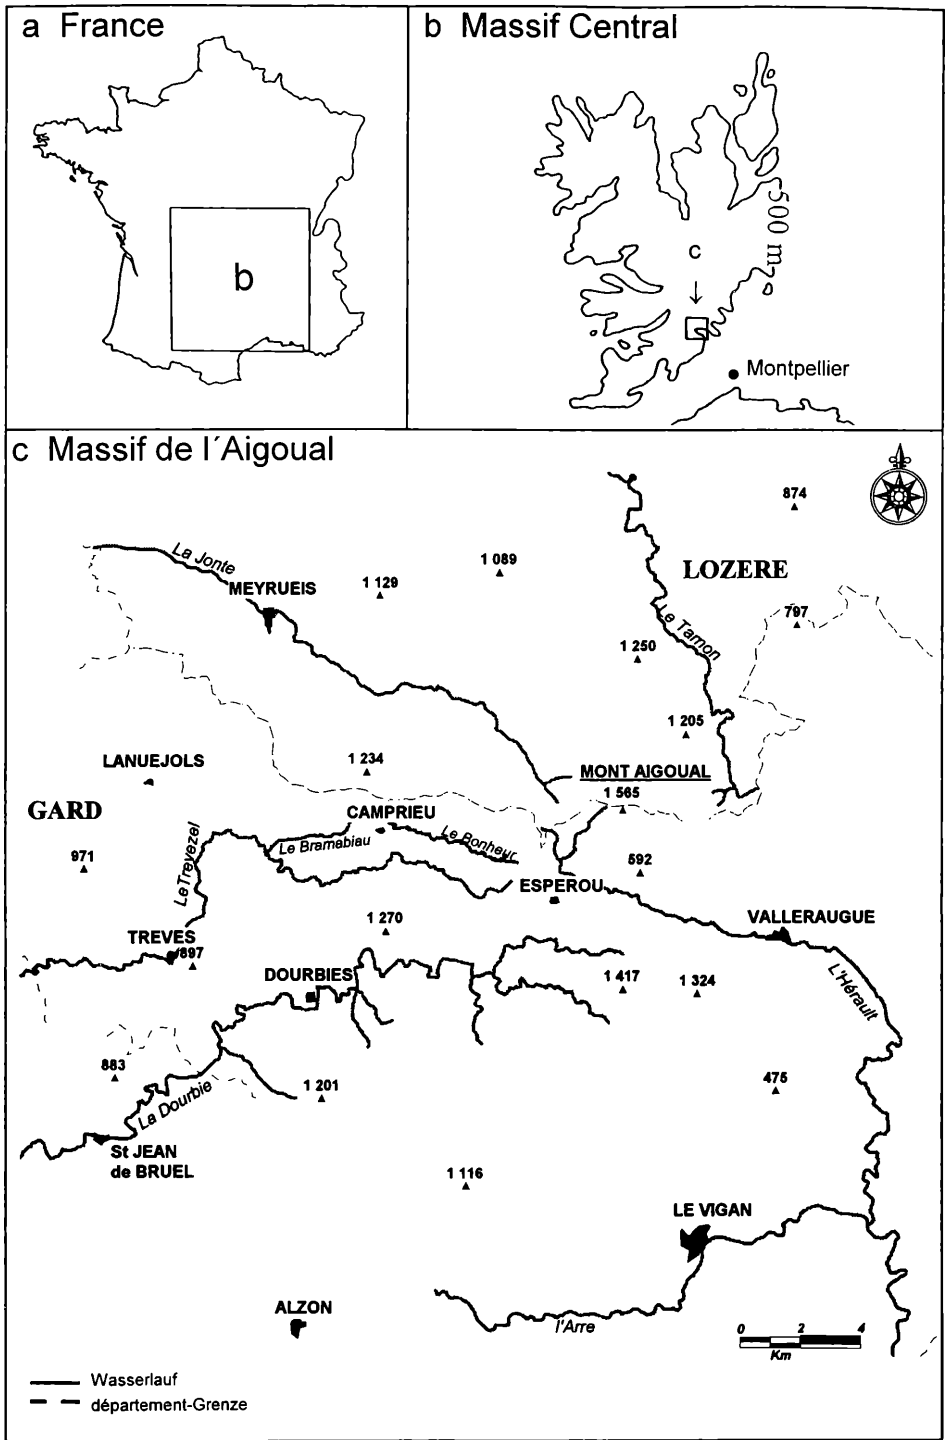 a France
b
b Massif Central
500 m
c
Montpellier
c Massif de l´Aigoual
874
La Jonte
1 089
LOZERE
MEYRUEIS
1 129
797
Le Tarnon
1 250
1 205
LANUEJOLS
1 234
MONT AIGOUAL
1 565
GARD
CAMPRIEU
Le Trevezel
Le Bramabiau
Le Bonheur
971
592
ESPEROU
VALLERAUGUE
1 270
TREVES
897
DOURBIES
1 417
1 324
L'Hérault
883
1 201
475
La Dourbie
St JEAN
de BRUEL
1 116
LE VIGAN
ALZON
l'Arre
0 2 4
Km
Wasserlauf
département-Grenze